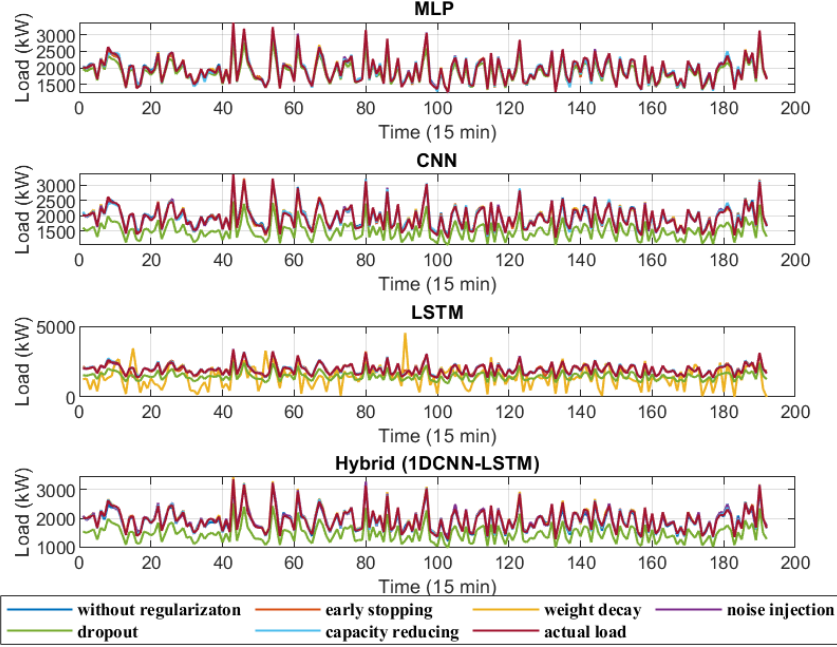 MLP
Load (kW)
3000
2500
2000
1500
0 20 40 60 80 100 120 140 160 180 200
Time (15 min)
CNN
Load (kW)
3000
2500
2000
1500
0 20 40 60 80 100 120 140 160 180 200
Time (15 min)
LSTM
Load (kW)
5000
0
0 20 40 60 80 100 120 140 160 180 200
Time (15 min)
Hybrid (1DCNN-LSTM)
Load (kW)
3000
2000
1000
0 20 40 60 80 100 120 140 160 180 200
Time (15 min)
without regularizaton early stopping weight decay noise injection
dropout capacity reducing actual load